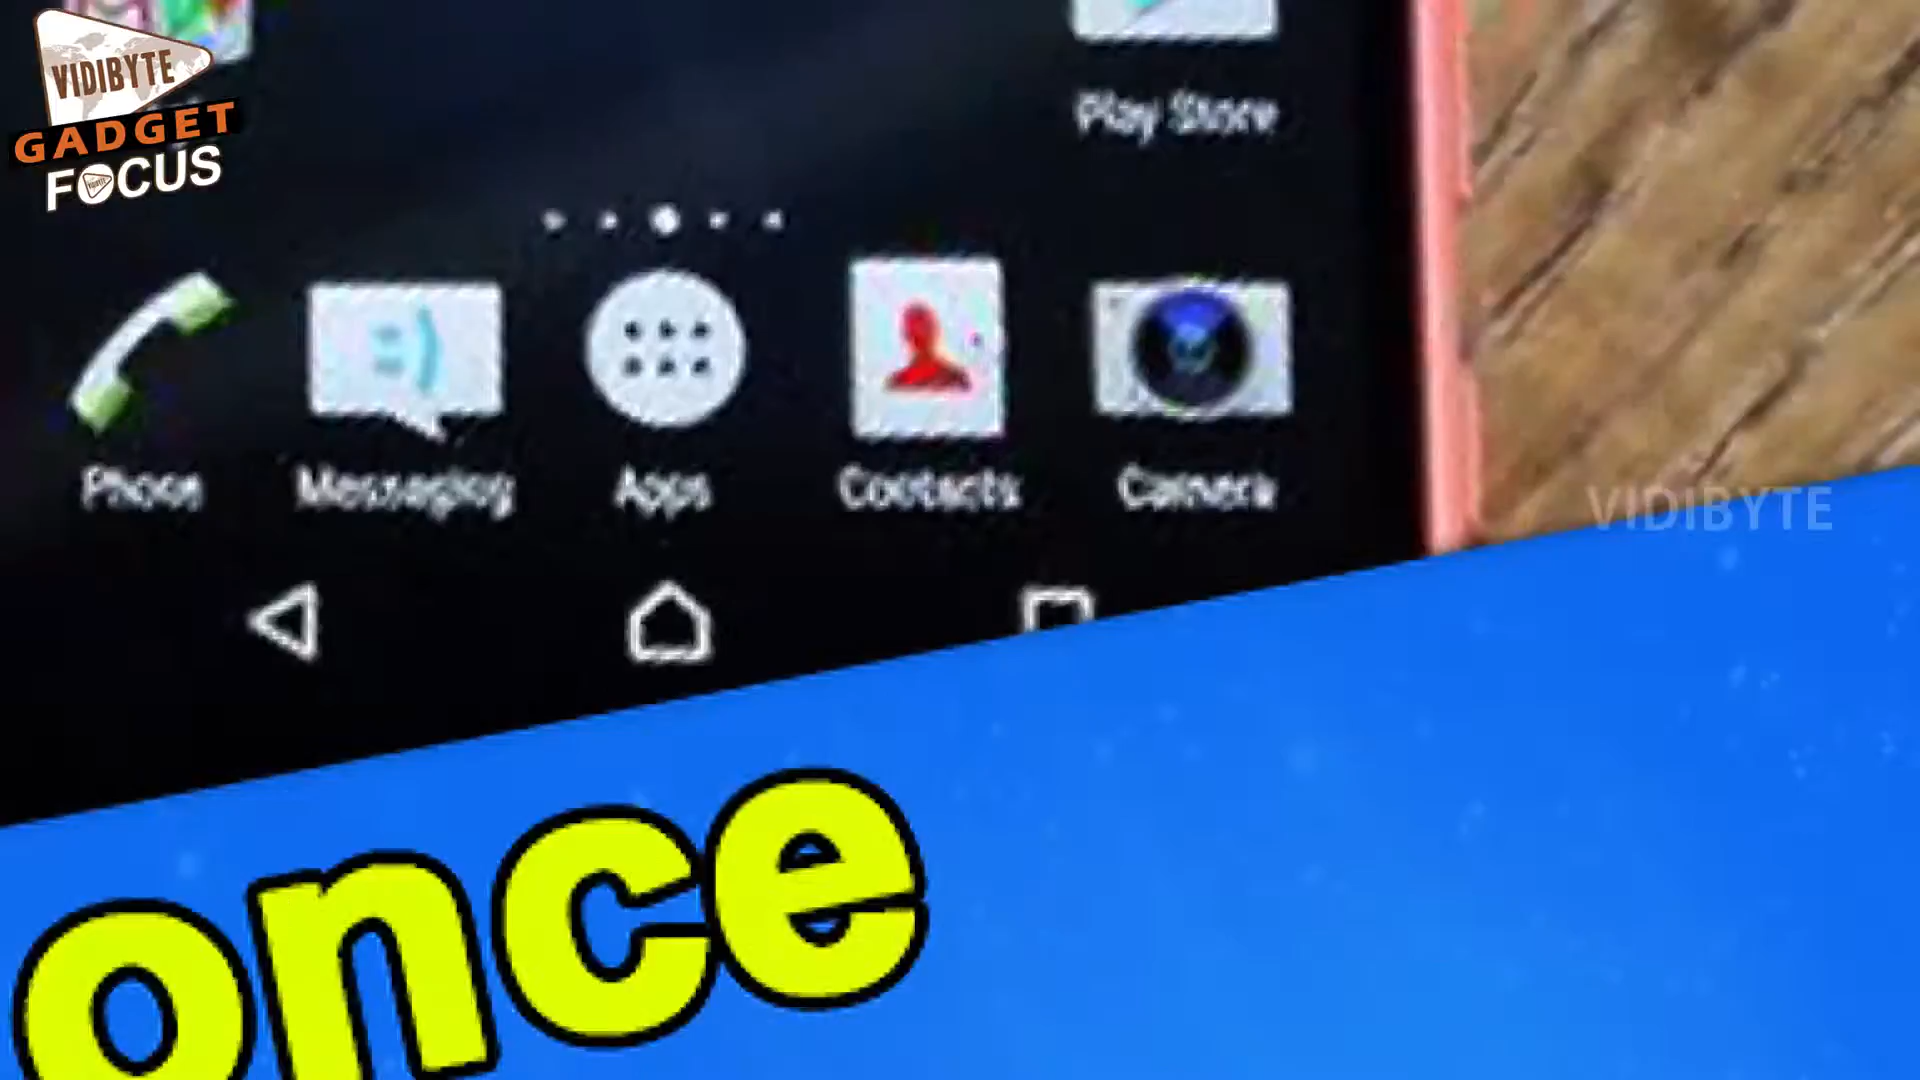 VIDIBYTE
GADGET
FOCUS
Play Store
Phone
Messaging
Apps
Contacts
Camera
VIDIBYTE
once